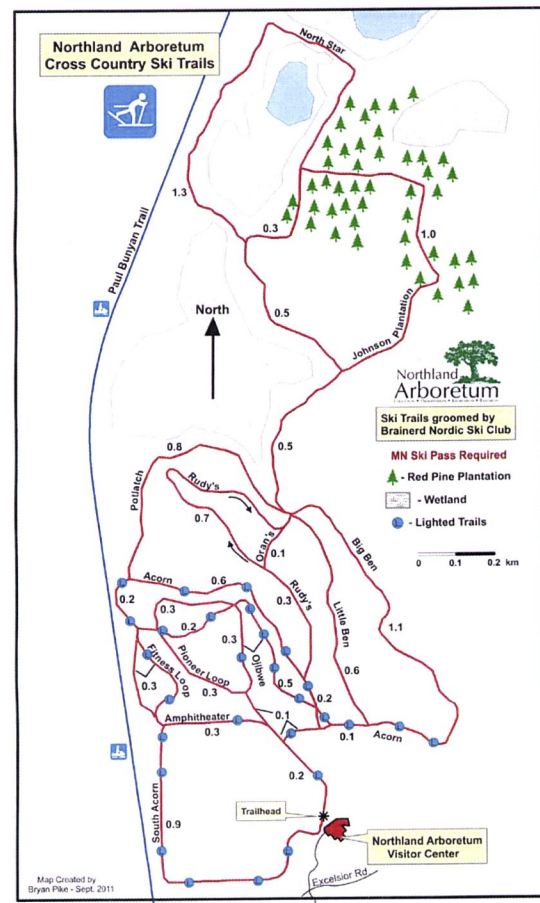 Northland Arboretum
Cross Country Ski Trails
North Star
Paul Bunyan Trail
1.3
0.3
1.0
0.5
Johnson Plantation
North
Northland
Arboretum
Ski Trails groomed by
Brainerd Nordic Ski Club
MN Ski Pass Required
- Red Pine Plantation
- Wetland
L - Lighted Trails
0 0.1 0.2 km
0.5
0.8
Potlatch
Rudy's
0.7
Oran's
0.1
Big Ben
Rudy's
0.3
Little Ben
1.1
Acorn
0.6
0.2
0.3
0.2
0.3
Ojibwe
Fitness Loop
Pioneer Loop
0.3
0.3
0.5
0.2
0.6
Amphitheater
0.3
0.1
0.1
Acorn
0.2
South Acorn
0.9
Trailhead
Northland Arboretum
Visitor Center
Excelsior Rd
Map Created by
Bryan Pike - Sept. 2011